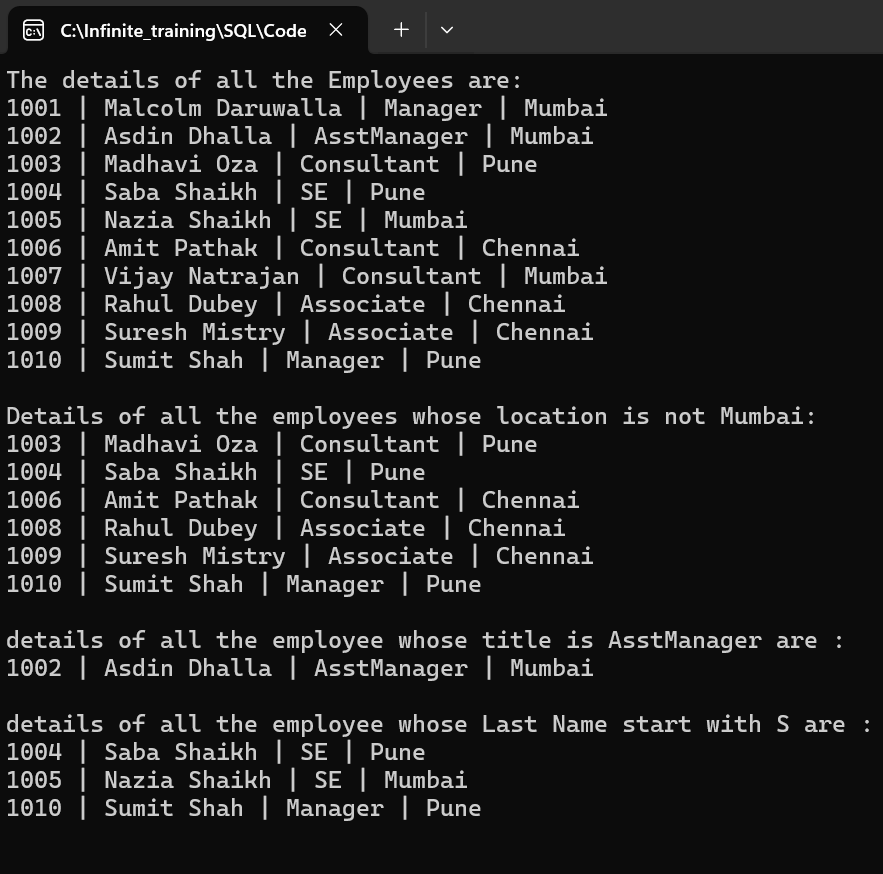 C:\Infinite_training\SQL\Code
The details of all the Employees are:
1001 | Malcolm Daruwalla | Manager | Mumbai
1002 | Asdin Dhalla | AsstManager | Mumbai
1003 | Madhavi Oza | Consultant | Pune
1004 | Saba Shaikh | SE | Pune
1005 | Nazia Shaikh | SE | Mumbai
1006 | Amit Pathak | Consultant | Chennai
1007 | Vijay Natrajan | Consultant | Mumbai
1008 | Rahul Dubey | Associate | Chennai
1009 | Suresh Mistry | Associate | Chennai
1010 | Sumit Shah | Manager | Pune
Details of all the employees whose location is not Mumbai:
1003 | Madhavi Oza | Consultant | Pune
1004 | Saba Shaikh | SE | Pune
1006 | Amit Pathak | Consultant | Chennai
1008 | Rahul Dubey | Associate | Chennai
1009 | Suresh Mistry | Associate | Chennai
1010 | Sumit Shah | Manager | Pune
details of all the employee whose title is AsstManager are :
1002 | Asdin Dhalla | AsstManager | Mumbai
details of all the employee whose Last Name start with S are :
1004 | Saba Shaikh | SE | Pune
1005 | Nazia Shaikh | SE | Mumbai
1010 | Sumit Shah | Manager | Pune